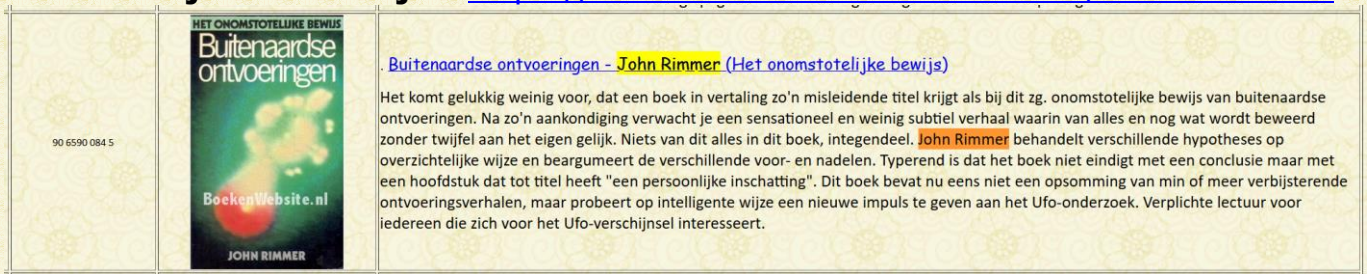 90 6590 084 5
HET ONOMSTOTELIJKE BEWIJS
Buitenaardse
ontvoeringen
BoekenWebsite.nl
JOHN RIMMER
. Buitenaardse ontvoeringen - John Rimmer (Het onomstotelijke bewijs)
Het komt gelukkig weinig voor, dat een boek in vertaling zo'n misleidende titel krijgt als bij dit zg. onomstotelijke bewijs van buitenaardse
ontvoeringen. Na zo'n aankondiging verwacht je een sensationeel en weinig subtiel verhaal waarin van alles en nog wat wordt beweerd
zonder twijfel aan het eigen gelijk. Niets van dit alles in dit boek, integendeel. John Rimmer behandelt verschillende hypotheses op
overzichtelijke wijze en beargumeert de verschillende voor- en nadelen. Typerend is dat het boek niet eindigt met een conclusie maar met
een hoofdstuk dat tot titel heeft "een persoonlijke inschatting". Dit boek bevat nu eens niet een opsomming van min of meer verbijsterende
ontvoeringsverhalen, maar probeert op intelligente wijze een nieuwe impuls te geven aan het Ufo-onderzoek. Verplichte lectuur voor
iedereen die zich voor het Ufo-verschijnsel interesseert.